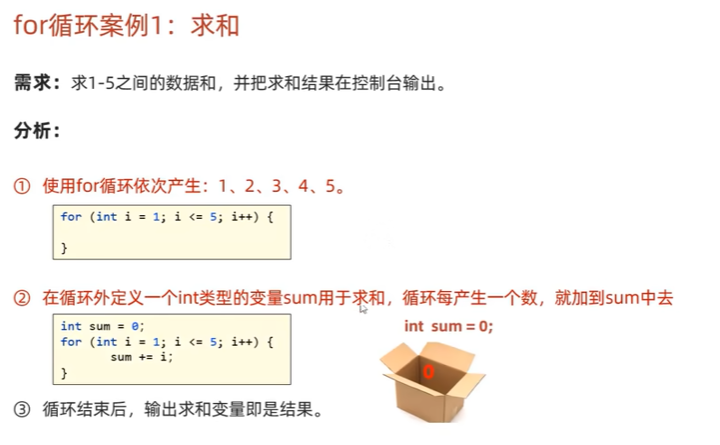 for循环案例1：求和
需求：求1-5之间的数据和，并把求和结果在控制台输出。
分析：
① 使用for循环依次产生：1、2、3、4、5。
for (int i = 1; i <= 5; i++) {
}
② 在循环外定义一个int类型的变量sum用于求和，循环每产生一个数，就加到sum中去
int sum = 0;
for (int i = 1; i <= 5; i++) {
sum += i;
}
int sum = 0;
0
③ 循环结束后，输出求和变量即是结果。